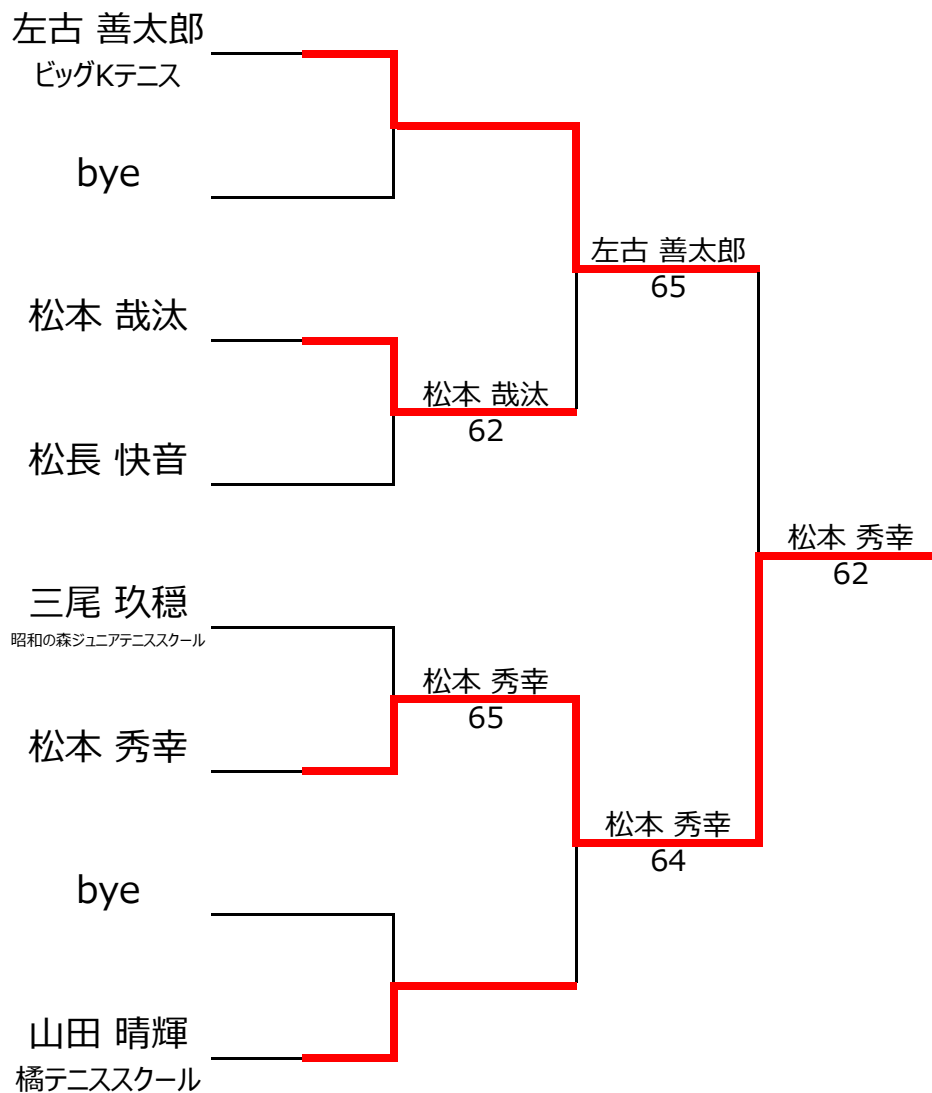 左古 善太郎
ビッグKテニス
bye
左古 善太郎
65
松本 哉汰
松本 哉汰
62
松長 快音
松本 秀幸
62
三尾 玖穏
昭和の森ジュニアテニススクール
松本 秀幸
65
松本 秀幸
松本 秀幸
64
bye
山田 晴輝
橘テニススクール